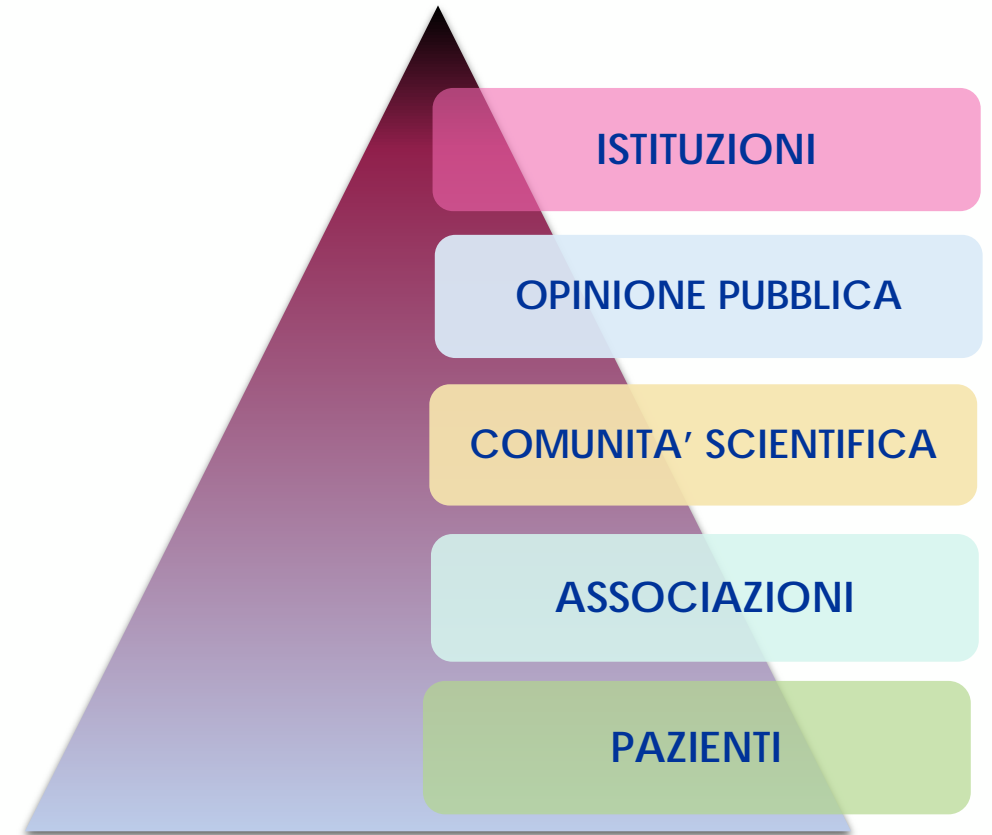 ISTITUZIONI
OPINIONE PUBBLICA
COMUNITA’ SCIENTIFICA
ASSOCIAZIONI
PAZIENTI